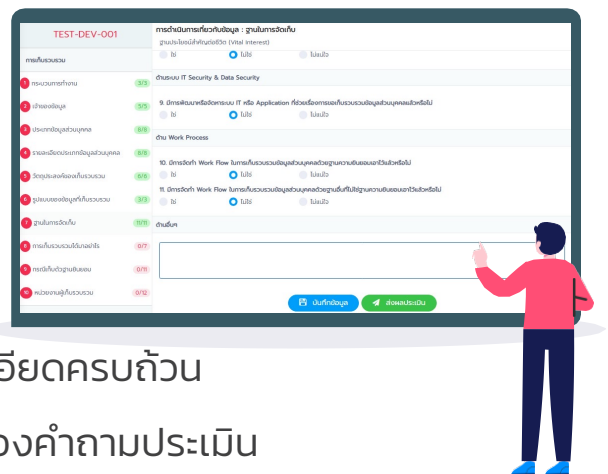 TEST-DEV-001
การเก็บรวบรวม
1 กระบวนการทำงาน 3/3
2 เจ้าของข้อมูล 5/5
3 ประเภทข้อมูลส่วนบุคคล 8/8
4 รายละเอียดประเภทข้อมูลส่วนบุคคล 8/8
5 วัตถุประสงค์ของเก็บรวบรวม 6/6
6 รูปแบบของข้อมูลที่เก็บรวบรวม 3/3
7 ฐานในการจัดเก็บ 11/11
8 การเก็บรวบรวมได้มาอย่างไร 0/7
9 กรณีเก็บด้วยฐานยินยอม 0/11
10 หน่วยงานผู้เก็บรวบรวม 0/12
การดำเนินการเกี่ยวกับข้อมูล : ฐานในการจัดเก็บ
ฐานประโยชน์สำคัญต่อชีวิต (Vital Interest)
ใช่ ไม่ใช่ ไม่แน่ใจ
ด้านระบบ IT Security & Data Security
9. มีการพัฒนาหรือจัดหาระบบ IT หรือ Application ที่ช่วยเรื่องการขอเก็บรวบรวมข้อมูลส่วนบุคคลแล้วหรือไม่
ใช่ ไม่ใช่ ไม่แน่ใจ
ด้าน Work Process
10. มีการจัดทำ Work Flow ในการเก็บรวบรวมข้อมูลส่วนบุคคลด้วยฐานความยินยอมเอาไว้แล้วหรือไม่
11. มีการจัดทำ Work Flow ในการเก็บรวบรวมข้อมูลส่วนบุคคลด้วยฐานอื่นที่ไม่ใช่ฐานความยินยอมเอาไว้แล้วหรือไม่
ใช่ ไม่ใช่ ไม่แน่ใจ
ด้านอื่นๆ
บันทึกข้อมูล ส่งผลประเมิน
อียดครบถ้วน
องคำถามประเมิน